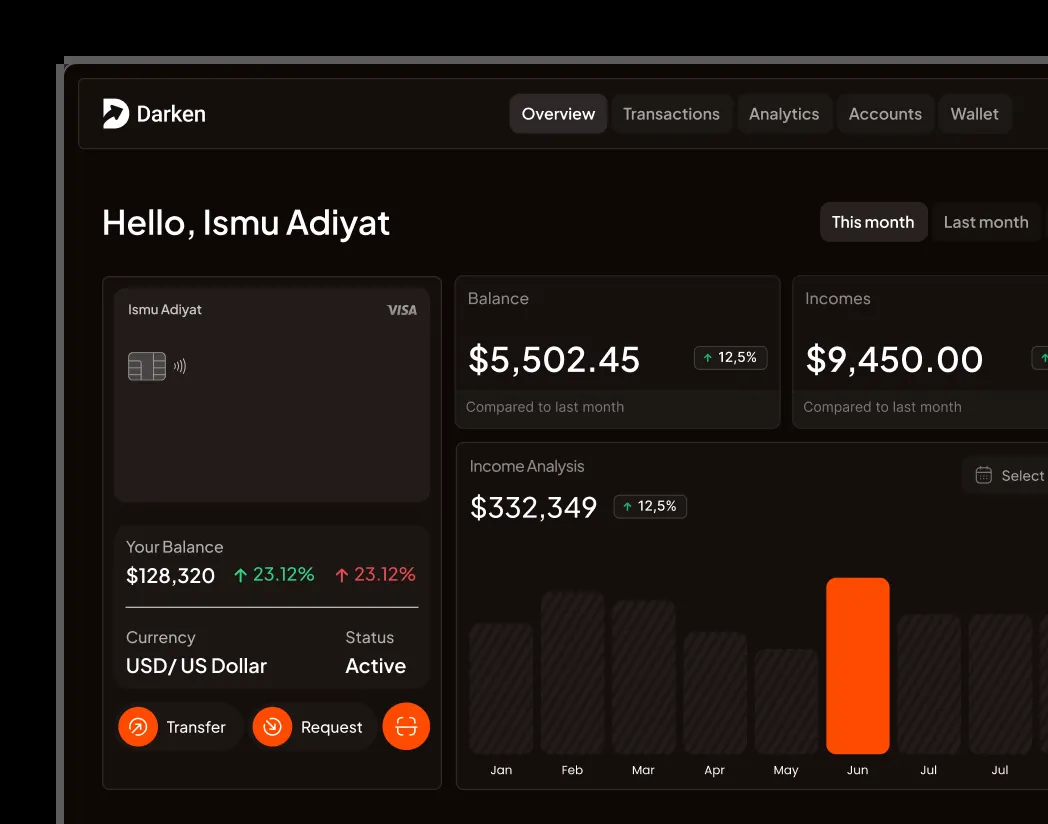 Darken
Overview Transactions Analytics Accounts Wallet
Hello, Ismu Adiyat
This month Last month
Ismu Adiyat VISA
Balance
$5,502.45 12,5%
Compared to last month
Incomes
$9,450.00
Compared to last month
Income Analysis
Select
$332,349 12,5%
Your Balance
$128,320 23.12% 23.12%
Currency Status
USD/ US Dollar Active
Transfer Request
Jan Feb Mar Apr May Jun Jul Jul